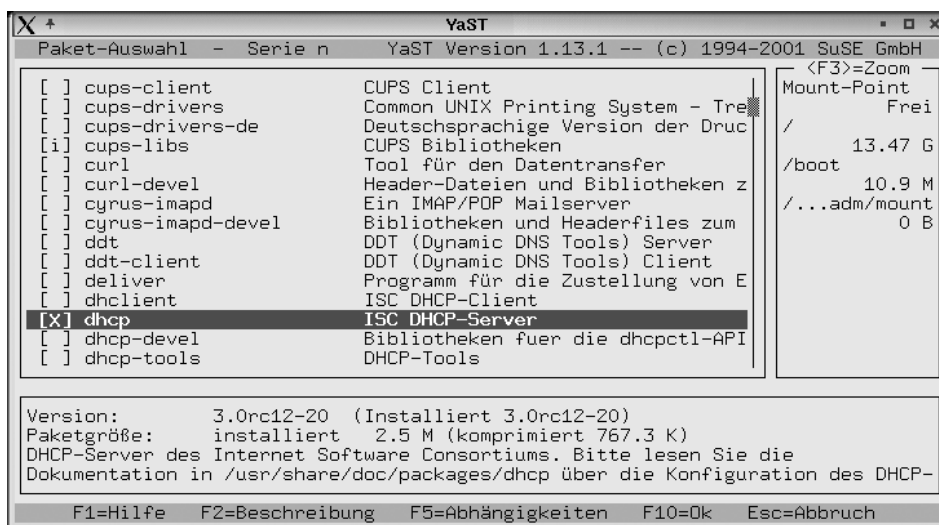 YaST
Paket-Auswahl - Serie n YaST Version 1.13.1 -- (c) 1994-2001 SuSE GmbH
<F3>=Zoom
[ ] cups-client CUPS Client
[ ] cups-drivers Common UNIX Printing System - Tre
[ ] cups-drivers-de Deutschsprachige Version der Druc
[i] cups-libs CUPS Bibliotheken
[ ] curl Tool für den Datentransfer
[ ] curl-devel Header-Dateien und Bibliotheken z
[ ] cyrus-imapd Ein IMAP/POP Mailserver
[ ] cyrus-imapd-devel Bibliotheken und Headerfiles zum
[ ] ddt DDT (Dynamic DNS Tools) Server
[ ] ddt-client DDT (Dynamic DNS Tools) Client
[ ] deliver Programm für die Zustellung von E
[ ] dhclient ISC DHCP-Client
[X] dhcp ISC DHCP-Server
[ ] dhcp-devel Bibliotheken fuer die dhcpctl-API
[ ] dhcp-tools DHCP-Tools
Mount-Point
Frei
/
13.47 G
/boot
10.9 M
/...adm/mount
0 B
Version: 3.0rc12-20 (Installiert 3.0rc12-20)
Paketgröße: installiert 2.5 M (komprimiert 767.3 K)
DHCP-Server des Internet Software Consortiums. Bitte lesen Sie die
Dokumentation in /usr/share/doc/packages/dhcp über die Konfiguration des DHCP-
F1=Hilfe F2=Beschreibung F5=Abhängigkeiten F10=Ok Esc=Abbruch